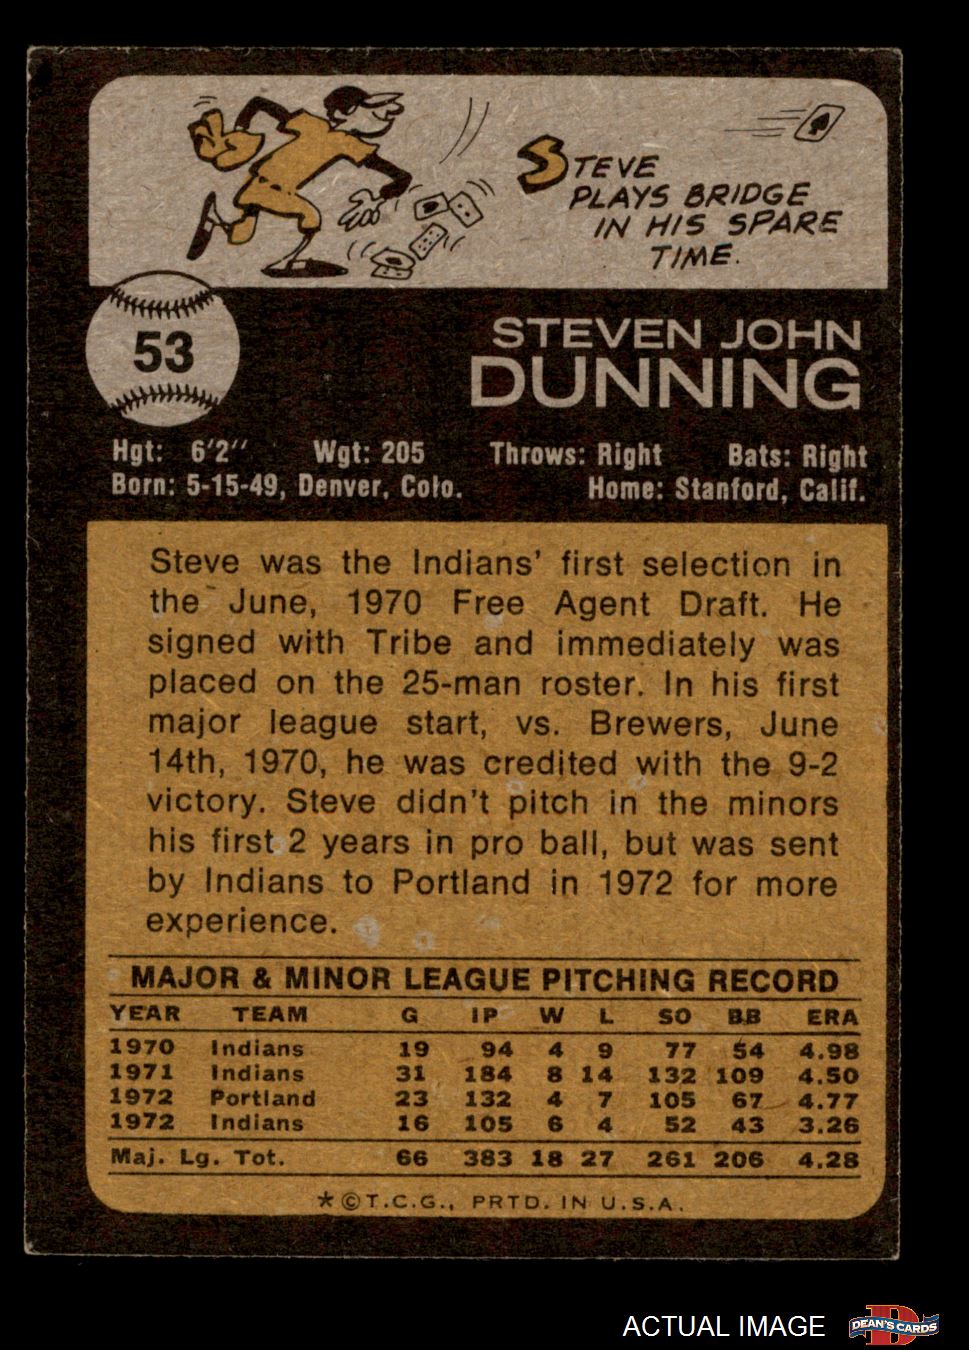 STEVE
PLAYS BRIDGE
IN HIS SPARE
TIME.
53
STEVEN JOHN
DUNNING
Hgt: 6'2'' Wgt: 205 Throws: Right Bats: Right
Born: 5-15-49, Denver, Colo. Home: Stanford, Calif.
Steve was the Indians' first selection in
the June, 1970 Free Agent Draft. He
signed with Tribe and immediately was
placed on the 25-man roster. In his first
major league start, vs. Brewers, June
14th, 1970, he was credited with the 9-2
victory. Steve didn't pitch in the minors
his first 2 years in pro ball, but was sent
by Indians to Portland in 1972 for more
experience.
MAJOR & MINOR LEAGUE PITCHING RECORD
YEAR TEAM G IP W L SO BB ERA
1970 Indians 19 94 4 9 77 54 4.98
1971 Indians 31 184 8 14 132 109 4.50
1972 Portland 23 132 4 7 105 67 4.77
1972 Indians 16 105 6 4 52 43 3.26
Maj. Lg. Tot. 66 383 18 27 261 206 4.28
*©T.C.G., PRTD. IN U.S.A.
ACTUAL IMAGE
D
DEAN'S CARDS